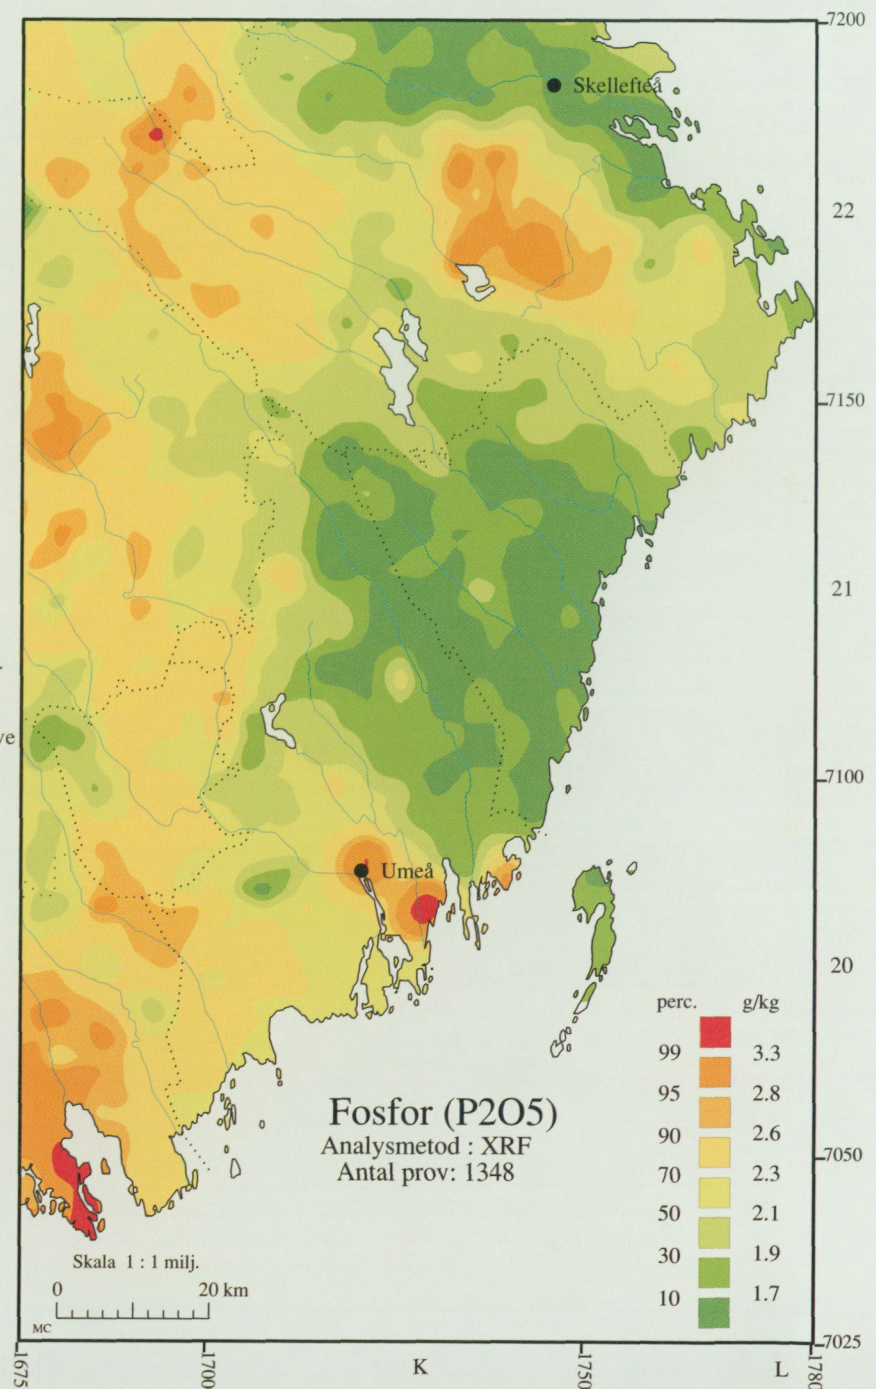 7200
Skellefteå
22
7150
21
ve
7100
Umeå
20
perc. g/kg
99 3.3
95 2.8
90 2.6
70 2.3
50 2.1
30 1.9
10 1.7
Fosfor (P2O5)
Analysmetod : XRF
Antal prov: 1348
7050
Skala 1 : 1 milj.
0 20 km
MC
7025
1675 1700 K 1750 L 1780